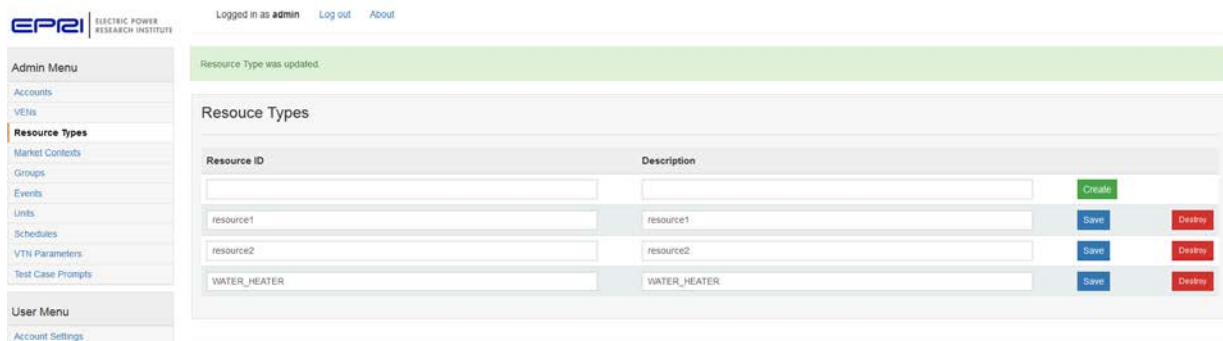 EPRI ELECTRIC POWER
RESEARCH INSTITUTE
Logged in as admin Log out About
Admin Menu
Accounts
VENs
Resource Types
Market Contexts
Groups
Events
Units
Schedules
VTN Parameters
Test Case Prompts
User Menu
Account Settings
Resource Type was updated.
Resouce Types
Resource ID Description
Create
resource1 resource1 Save Destroy
resource2 resource2 Save Destroy
WATER_HEATER WATER_HEATER Save Destroy